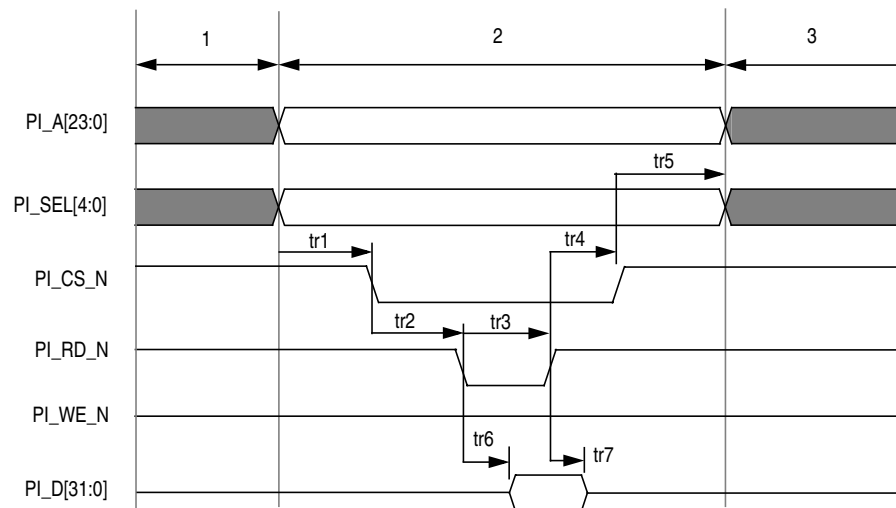 1 2 3
PI_A[23:0]
tr5
PI_SEL[4:0]
tr1 tr4
PI_CS_N
tr2 tr3
PI_RD_N
PI_WE_N
tr6 tr7
PI_D[31:0]